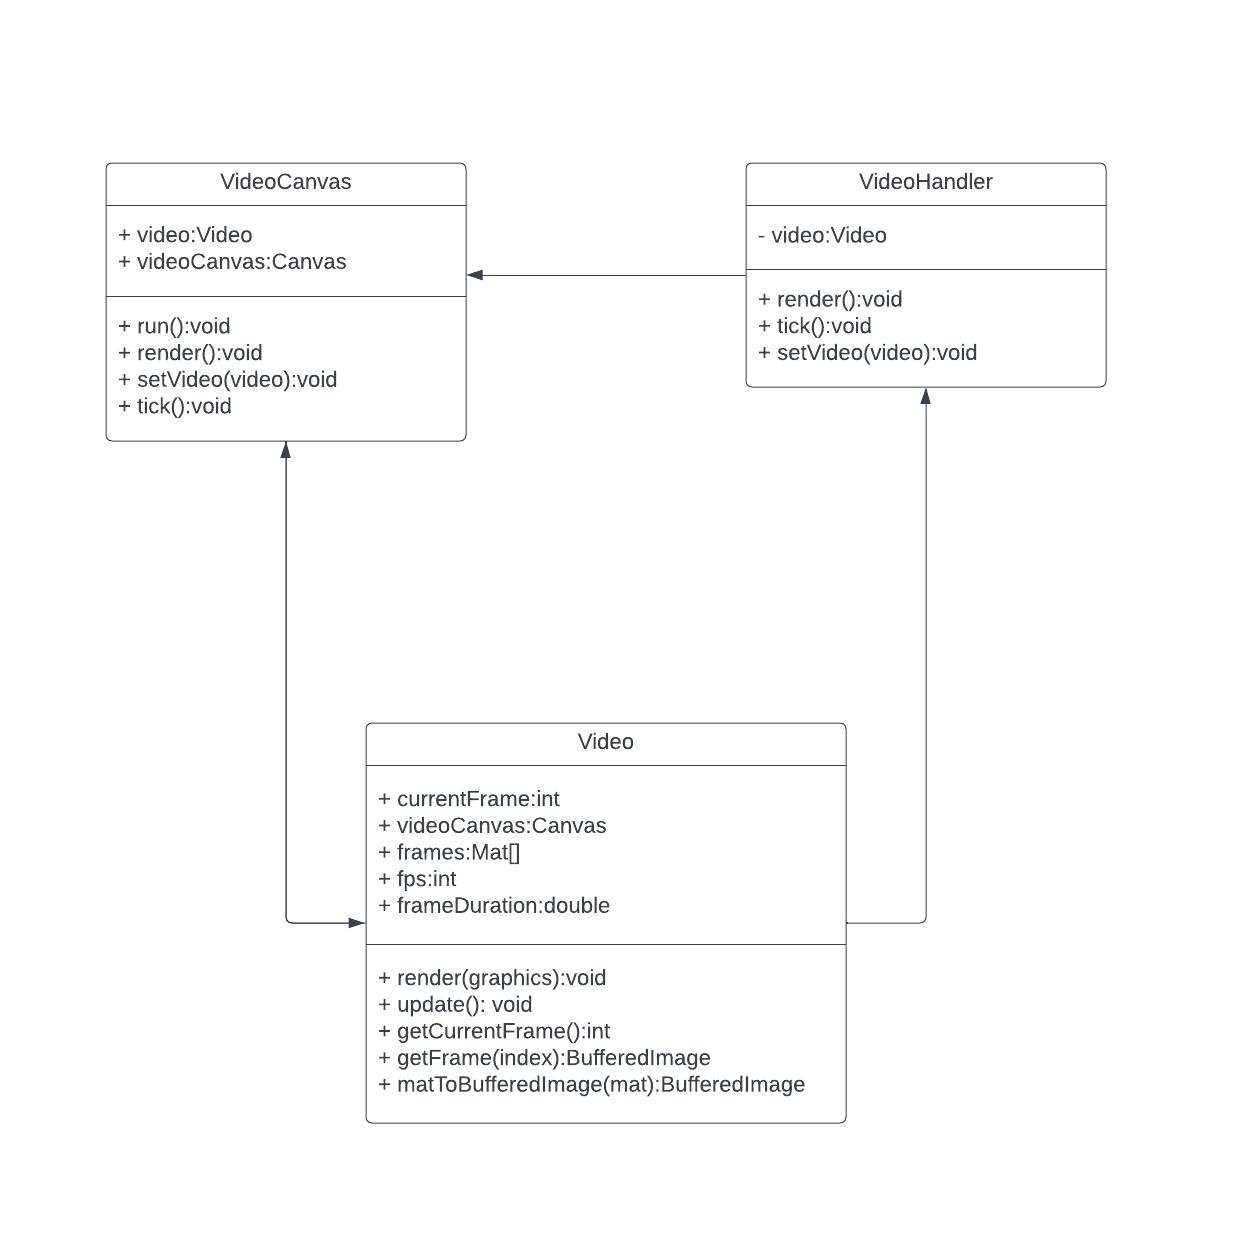 VideoCanvas
+ video:Video
+ videoCanvas:Canvas
+ run():void
+ render():void
+ setVideo(video):void
+ tick():void
VideoHandler
- video:Video
+ render():void
+ tick():void
+ setVideo(video):void
Video
+ currentFrame:int
+ videoCanvas:Canvas
+ frames:Mat[]
+ fps:int
+ frameDuration:double
+ render(graphics):void
+ update(): void
+ getCurrentFrame():int
+ getFrame(index):BufferedImage
+ matToBufferedImage(mat):BufferedImage